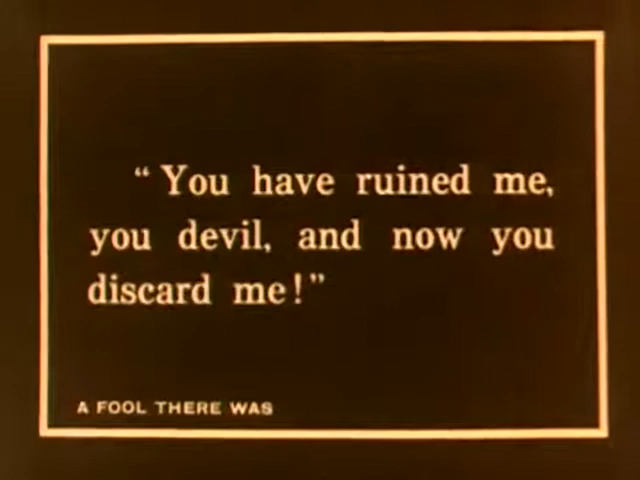 “ You have ruined me,
you devil, and now you
discard me!”
A FOOL THERE WAS